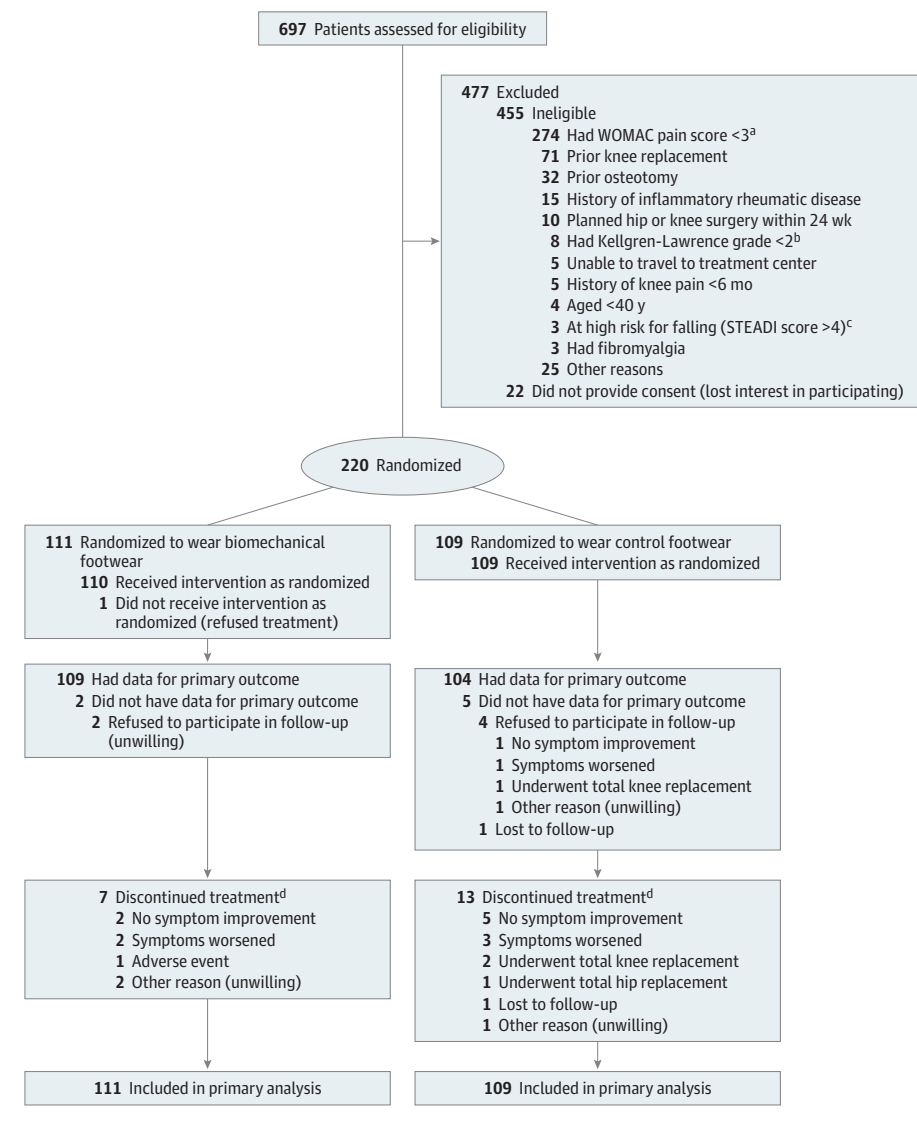 697 Patients assessed for eligibility
477 Excluded
455 Ineligible
274 Had WOMAC pain score <3a
71 Prior knee replacement
32 Prior osteotomy
15 History of inflammatory rheumatic disease
10 Planned hip or knee surgery within 24 wk
8 Had Kellgren-Lawrence grade <2b
5 Unable to travel to treatment center
5 History of knee pain <6 mo
4 Aged <40 y
3 At high risk for falling (STEADI score >4)c
3 Had fibromyalgia
25 Other reasons
22 Did not provide consent (lost interest in participating)
220 Randomized
111 Randomized to wear biomechanical
footwear
110 Received intervention as randomized
1 Did not receive intervention as
randomized (refused treatment)
109 Randomized to wear control footwear
109 Received intervention as randomized
109 Had data for primary outcome
2 Did not have data for primary outcome
2 Refused to participate in follow-up
(unwilling)
104 Had data for primary outcome
5 Did not have data for primary outcome
4 Refused to participate in follow-up
1 No symptom improvement
1 Symptoms worsened
1 Underwent total knee replacement
1 Other reason (unwilling)
1 Lost to follow-up
7 Discontinued treatmentd
2 No symptom improvement
2 Symptoms worsened
1 Adverse event
2 Other reason (unwilling)
13 Discontinued treatmentd
5 No symptom improvement
3 Symptoms worsened
2 Underwent total knee replacement
1 Underwent total hip replacement
1 Lost to follow-up
1 Other reason (unwilling)
111 Included in primary analysis
109 Included in primary analysis